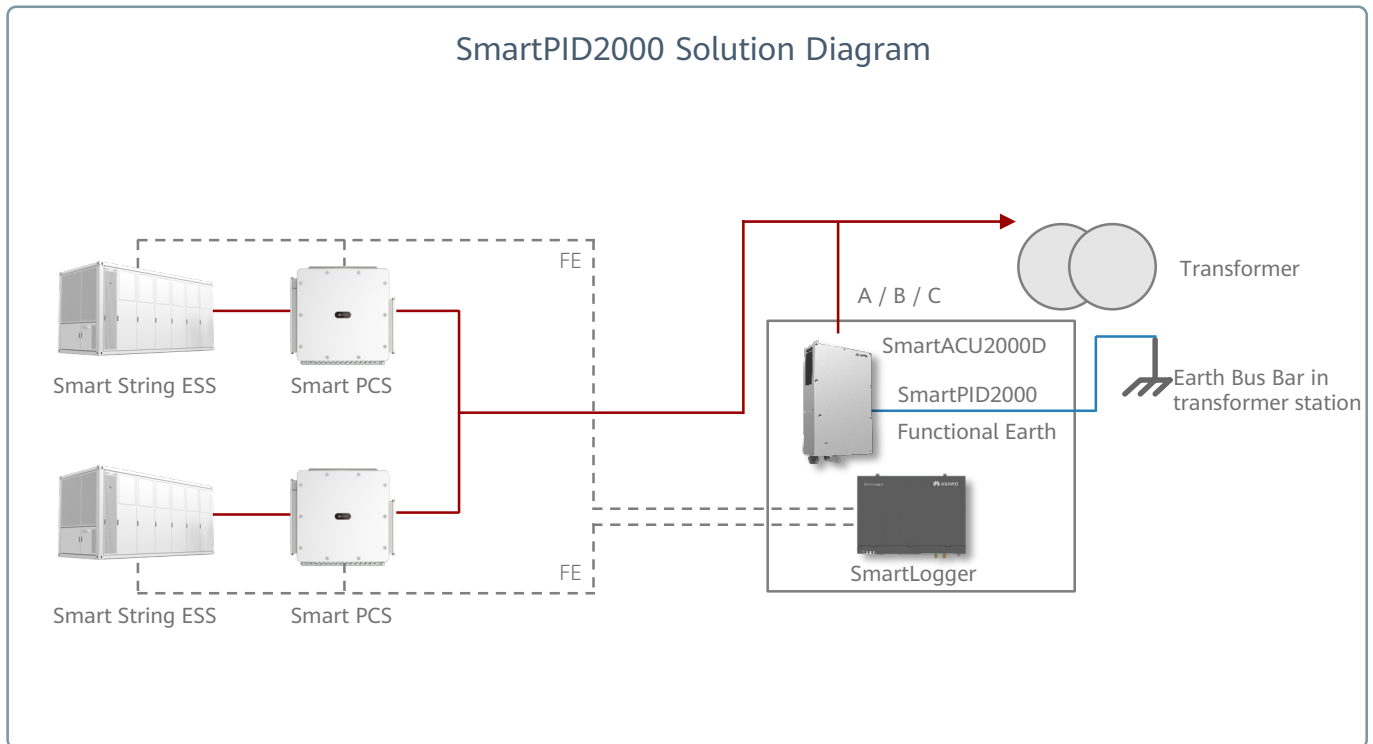 SmartPID2000 Solution Diagram
FE
A / B / C
Transformer
SmartACU2000D
Smart String ESS
Smart PCS
SmartPID2000
Earth Bus Bar in
transformer station
Functional Earth
HUAWEI
FE
SmartLogger
Smart String ESS
Smart PCS